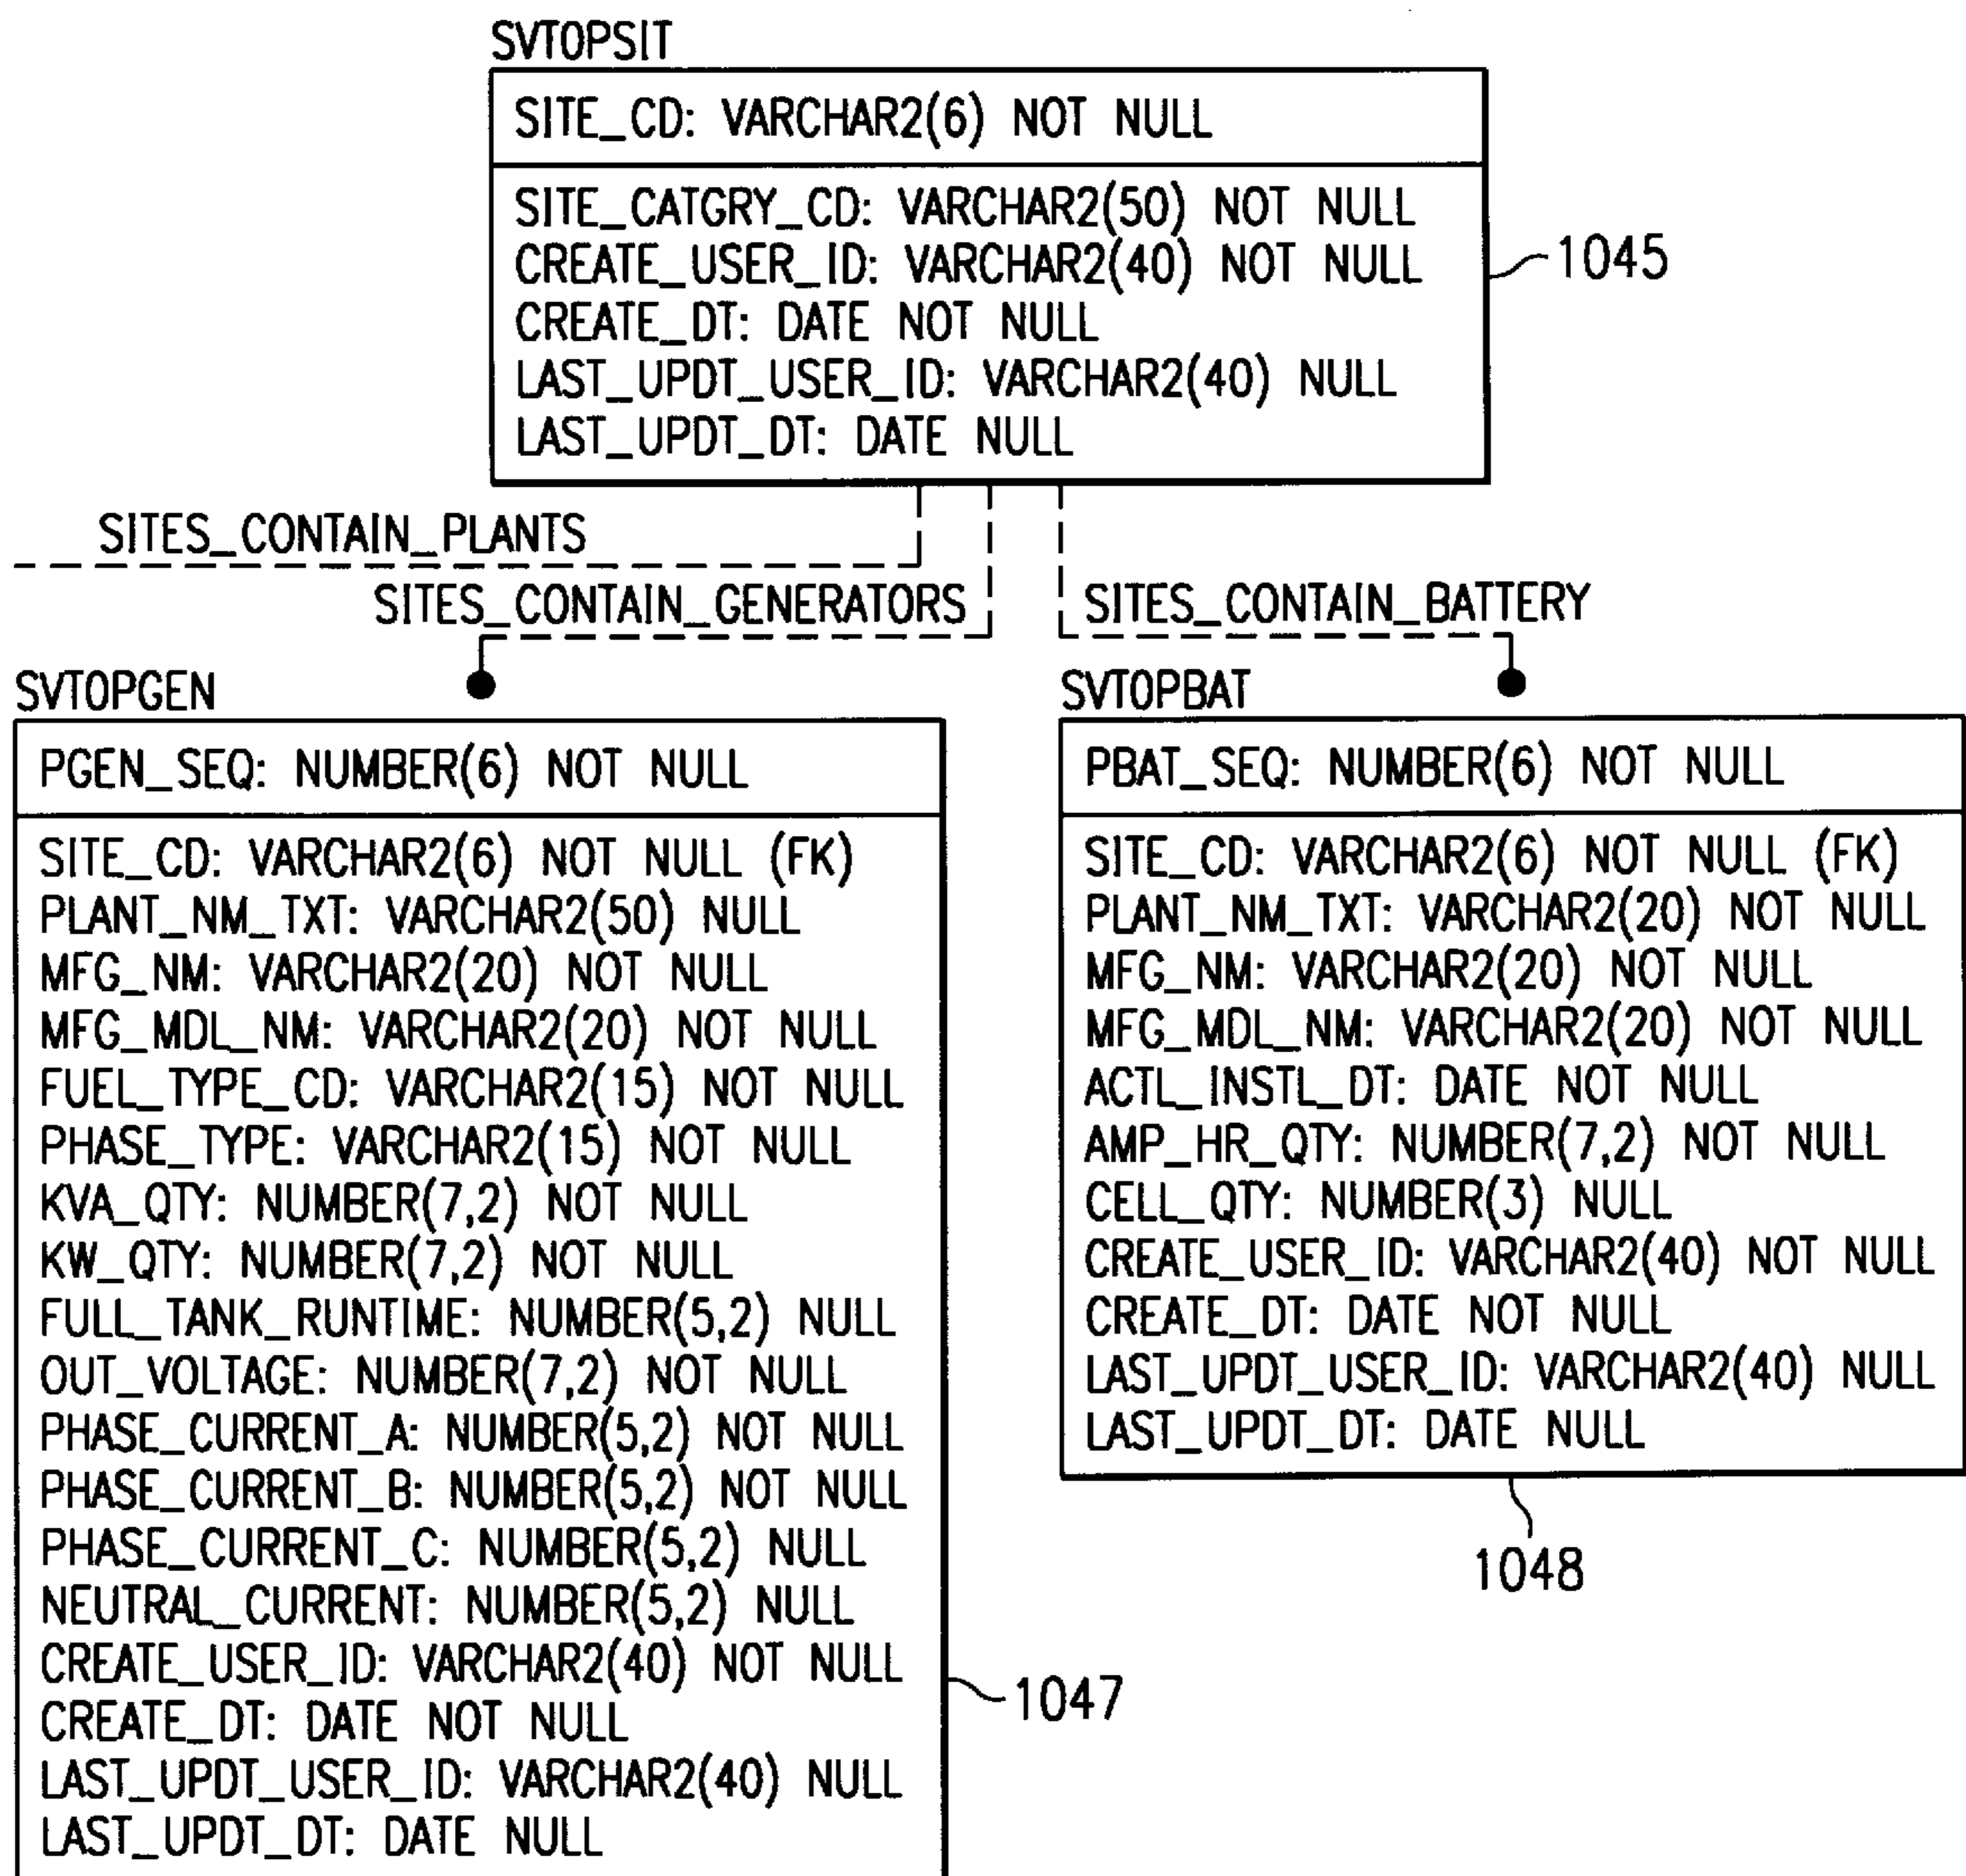 SVTOPSIT
SITE_CD: VARCHAR2(6) NOT NULL
SITE_CATGRY_CD: VARCHAR2(50) NOT NULL
CREATE_USER_ID: VARCHAR2(40) NOT NULL
CREATE_DT: DATE NOT NULL
LAST_UPDT_USER_ID: VARCHAR2(40) NULL
LAST_UPDT_DT: DATE NULL
1045
SITES_CONTAIN_PLANTS
SITES_CONTAIN_GENERATORS
SITES_CONTAIN_BATTERY
SVTOPGEN
PGEN_SEQ: NUMBER(6) NOT NULL
SITE_CD: VARCHAR2(6) NOT NULL (FK)
PLANT_NM_TXT: VARCHAR2(50) NULL
MFG_NM: VARCHAR2(20) NOT NULL
MFG_MDL_NM: VARCHAR2(20) NOT NULL
FUEL_TYPE_CD: VARCHAR2(15) NOT NULL
PHASE_TYPE: VARCHAR2(15) NOT NULL
KVA_QTY: NUMBER(7,2) NOT NULL
KW_QTY: NUMBER(7,2) NOT NULL
FULL_TANK_RUNTIME: NUMBER(5,2) NULL
OUT_VOLTAGE: NUMBER(7,2) NOT NULL
PHASE_CURRENT_A: NUMBER(5,2) NOT NULL
PHASE_CURRENT_B: NUMBER(5,2) NOT NULL
PHASE_CURRENT_C: NUMBER(5,2) NULL
NEUTRAL_CURRENT: NUMBER(5,2) NULL
CREATE_USER_ID: VARCHAR2(40) NOT NULL
CREATE_DT: DATE NOT NULL
LAST_UPDT_USER_ID: VARCHAR2(40) NULL
LAST_UPDT_DT: DATE NULL
1047
SVTOPBAT
PBAT_SEQ: NUMBER(6) NOT NULL
SITE_CD: VARCHAR2(6) NOT NULL (FK)
PLANT_NM_TXT: VARCHAR2(20) NOT NULL
MFG_NM: VARCHAR2(20) NOT NULL
MFG_MDL_NM: VARCHAR2(20) NOT NULL
ACTL_INSTL_DT: DATE NOT NULL
AMP_HR_QTY: NUMBER(7,2) NOT NULL
CELL_QTY: NUMBER(3) NULL
CREATE_USER_ID: VARCHAR2(40) NOT NULL
CREATE_DT: DATE NOT NULL
LAST_UPDT_USER_ID: VARCHAR2(40) NULL
LAST_UPDT_DT: DATE NULL
1048